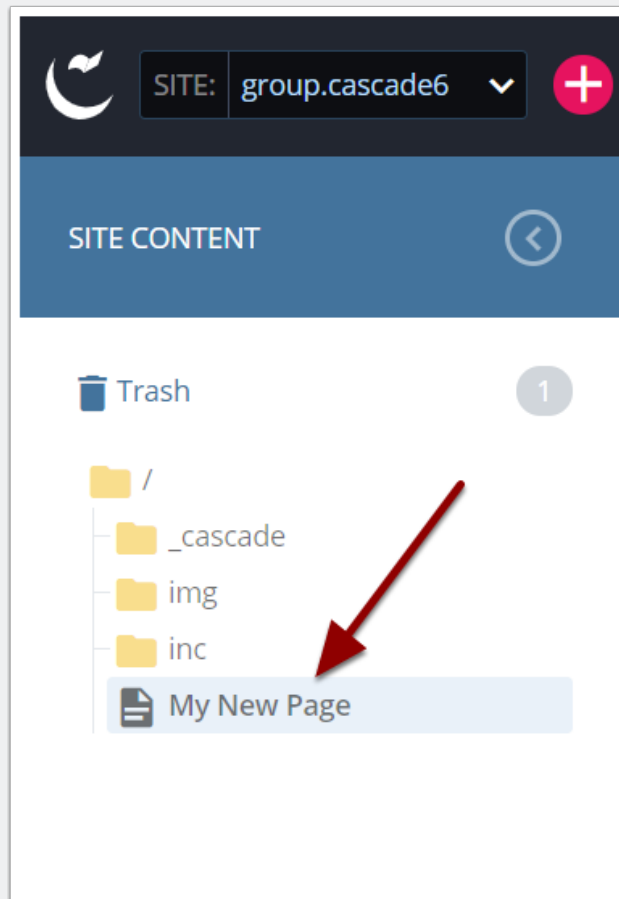 SITE: group.cascade6
SITE CONTENT
Trash 1
/
_cascade
img
inc
My New Page